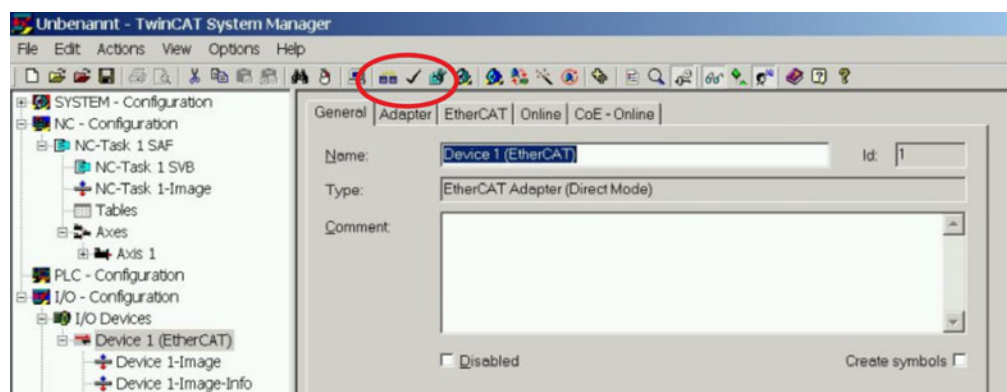 Unbenannt - TwinCAT System Manager
File Edit Actions View Options Help
SYSTEM - Configuration
NC - Configuration
NC-Task 1 SAF
NC-Task 1 SVB
NC-Task 1-Image
Tables
Axes
Axis 1
PLC - Configuration
I/O - Configuration
I/O Devices
Device 1 (EtherCAT)
Device 1-Image
Device 1-Image-Info
General Adapter EtherCAT Online CoE - Online
Name: Device 1 (EtherCAT) Id: 1
Type: EtherCAT Adapter (Direct Mode)
Comment:
Disabled Create symbols